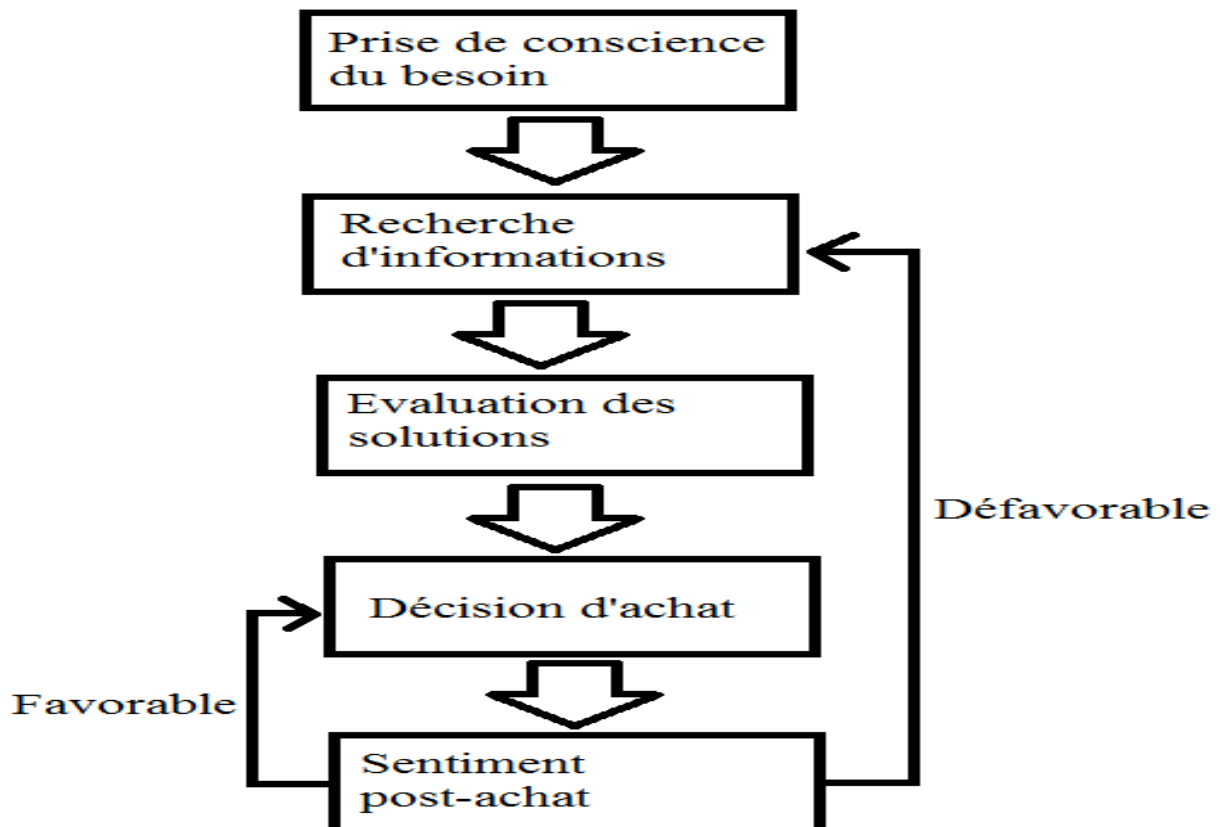 Prise de conscience
du besoin
Recherche
d'informations
Evaluation des
solutions
Défavorable
Décision d'achat
Favorable
Sentiment
post-achat